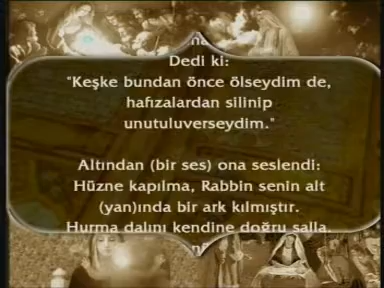 Dedi ki:
"Keşke bundan önce ölseydim de,
hafızalardan silinip
unutuluverseydim."
Altından (bir ses) ona seslendi:
Hüzne kapılma, Rabbin senin alt
(yan)ında bir ark kılmıştır.
Hurma dalını kendine doğru salla,